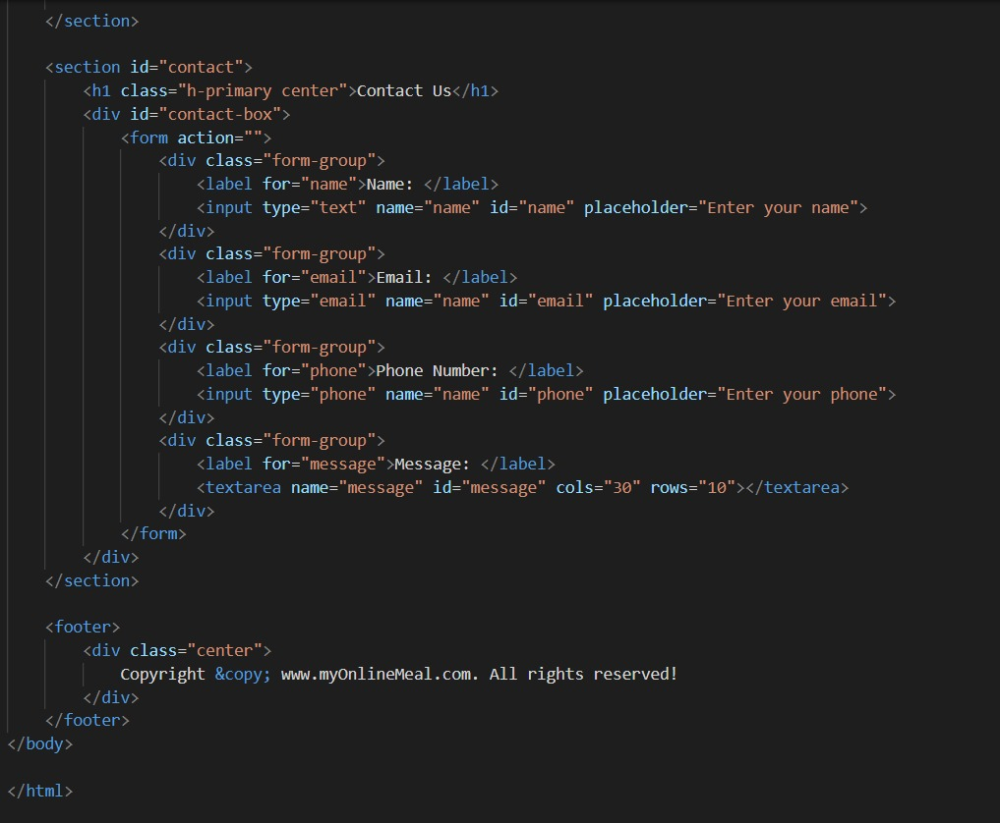 </section>

    <section id="contact">
        <h1 class="h-primary center">Contact Us</h1>
        <div id="contact-box">
            <form action="">
                <div class="form-group">
                    <label for="name">Name: </label>
                    <input type="text" name="name" id="name" placeholder="Enter your name">
                </div>
                <div class="form-group">
                    <label for="email">Email: </label>
                    <input type="email" name="name" id="email" placeholder="Enter your email">
                </div>
                <div class="form-group">
                    <label for="phone">Phone Number: </label>
                    <input type="phone" name="name" id="phone" placeholder="Enter your phone">
                </div>
                <div class="form-group">
                    <label for="message">Message: </label>
                    <textarea name="message" id="message" cols="30" rows="10"></textarea>
                </div>
            </form>
        </div>
    </section>

    <footer>
        <div class="center">
            Copyright &copy; www.myOnlineMeal.com. All rights reserved!
        </div>
    </footer>
</body>

</html>